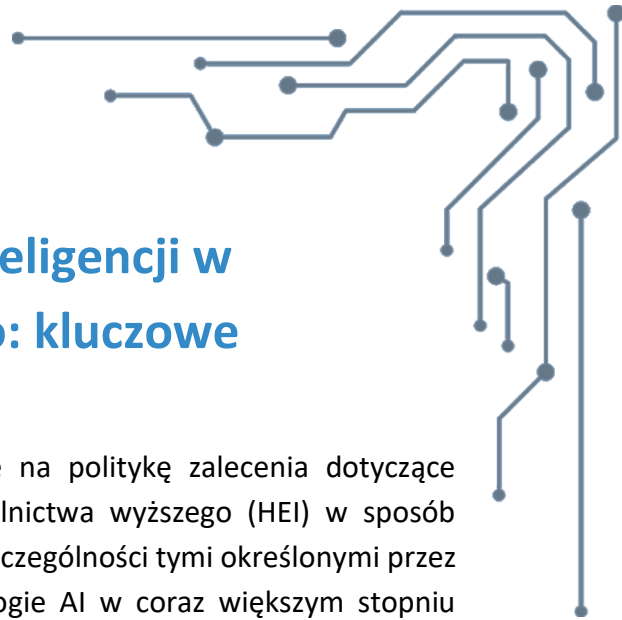 eligencji w
: kluczowe
na politykę zalecenia dotyczące
lnictwa wyższego (HEI) w sposób
czególności tymi określonymi przez
ogie AI w coraz większym stopniu